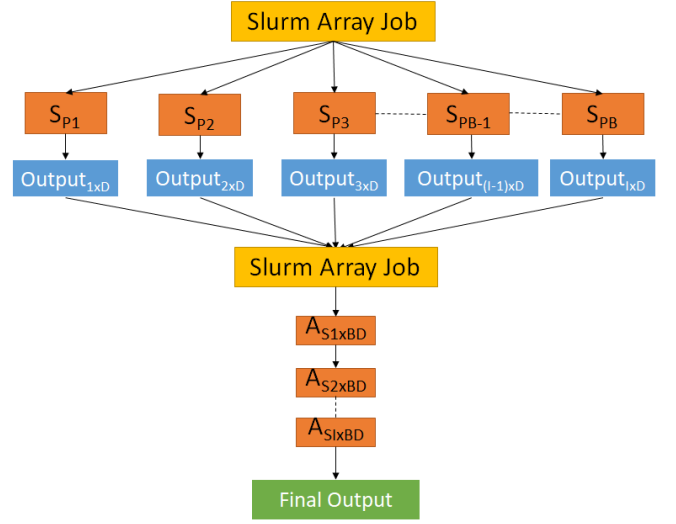 Slurm Array Job
SP1 SP2 SP3 SPB-1 SPB
Output1xD Output2xD Output3xD Output(I-1)xD OutputIxD
Slurm Array Job
AS1xBD
AS2xBD
ASIxBD
Final Output